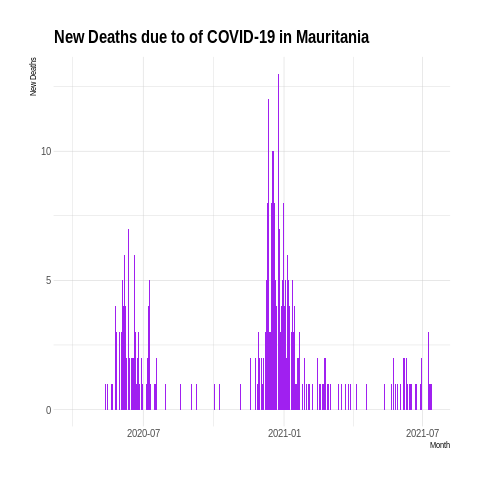 New Deaths due to of COVID-19 in Mauritania
New Deaths
10
5
0
2020-07
2021-01
2021-07
Month